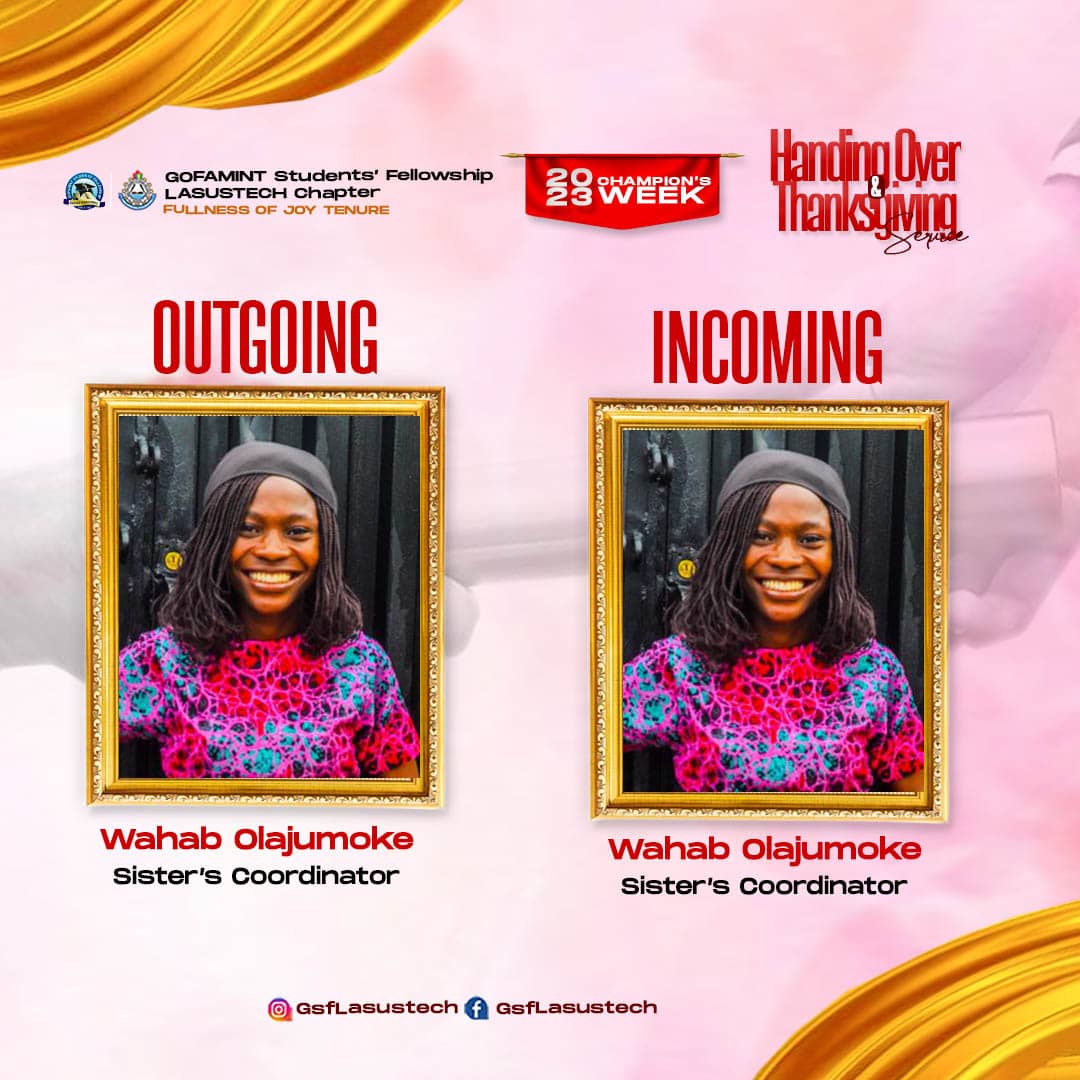 GOFAMINT Students' Fellowship
LASUSTECH Chapter
FULLNESS OF JOY TENURE
2023 CHAMPION'S WEEK
Handing Over
&
Thanksgiving
Service
OUTGOING
INCOMING
Wahab Olajumoke
Sister's Coordinator
Wahab Olajumoke
Sister's Coordinator
GsfLasustech GsfLasustech